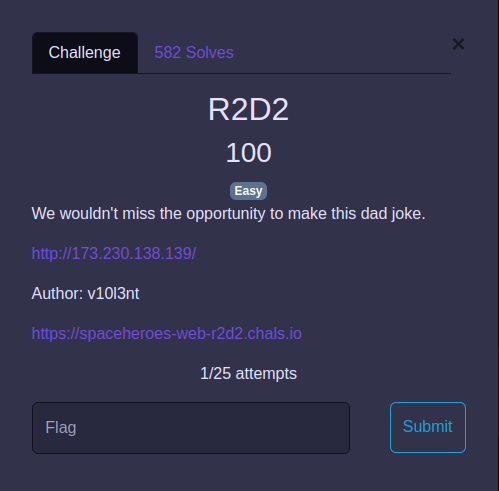 Challenge
582 Solves
×
R2D2
100
Easy
We wouldn't miss the opportunity to make this dad joke.
http://173.230.138.139/
Author: v10l3nt
https://spaceheroes-web-r2d2.chals.io
1/25 attempts
Flag
Submit